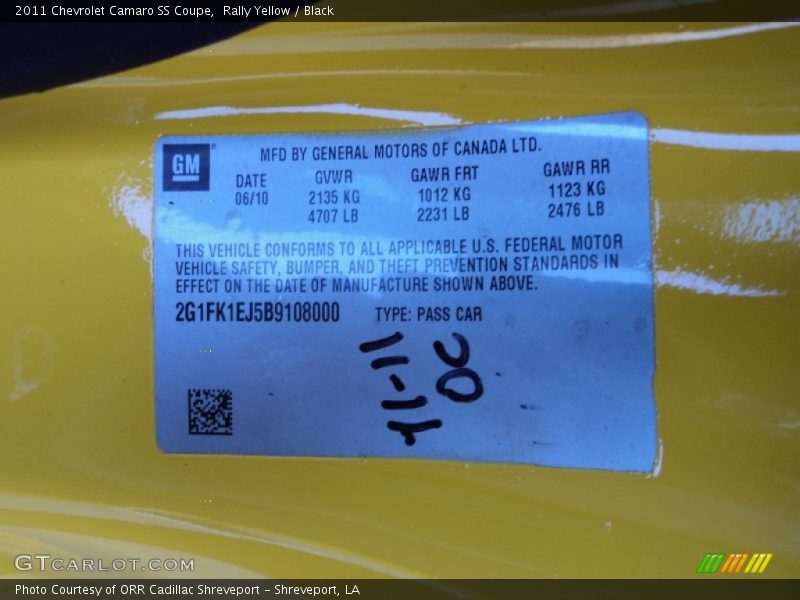 2011 Chevrolet Camaro SS Coupe, Rally Yellow / Black
GM
MFD BY GENERAL MOTORS OF CANADA LTD.
DATE GVWR GAWR FRT GAWR RR
06/10 2135 KG 1012 KG 1123 KG
4707 LB 2231 LB 2476 LB
THIS VEHICLE CONFORMS TO ALL APPLICABLE U.S. FEDERAL MOTOR
VEHICLE SAFETY, BUMPER, AND THEFT PREVENTION STANDARDS IN
EFFECT ON THE DATE OF MANUFACTURE SHOWN ABOVE.
2G1FK1EJ5B9108000 TYPE: PASS CAR
GTCARLOT.COM
Photo Courtesy of ORR Cadillac Shreveport - Shreveport, LA